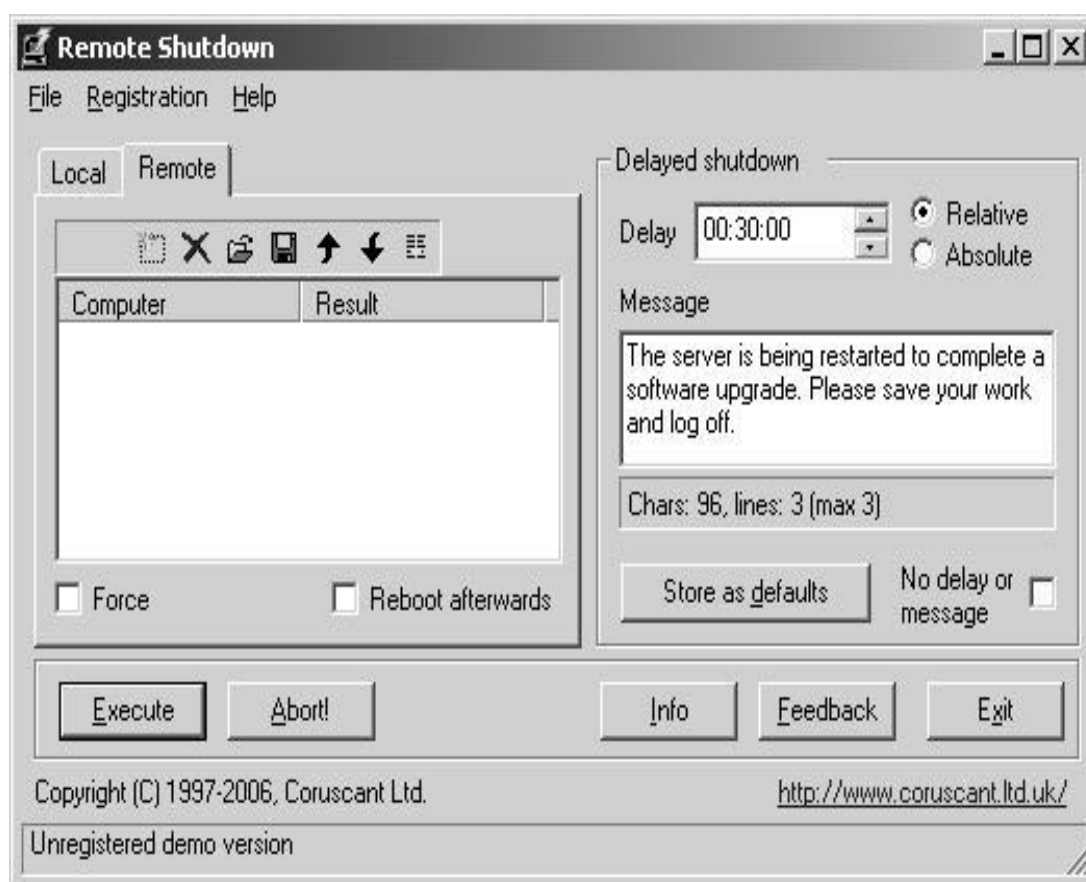 Remote Shutdown
File Registration Help
Local Remote
Computer Result
Force Reboot afterwards
Delayed shutdown
Delay 00:30:00 Relative
Absolute
Message
The server is being restarted to complete a
software upgrade. Please save your work
and log off.
Chars: 96, lines: 3 (max 3)
Store as defaults
No delay or
message
Execute Abort! Info Feedback Exit
Copyright (C) 1997-2006, Coruscant Ltd. http://www.coruscant.ltd.uk/
Unregistered demo version